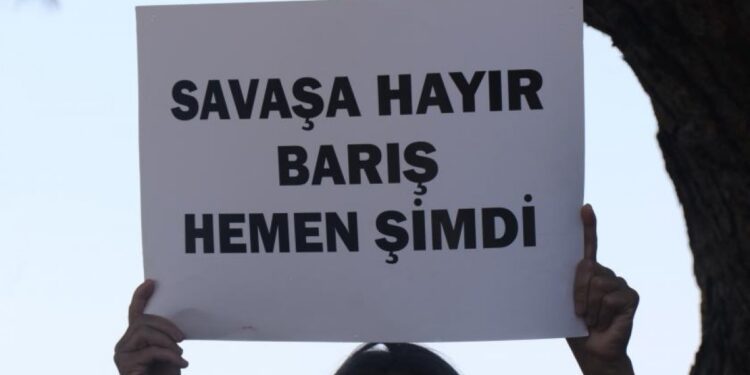 SAVAŞA HAYIR
BARIŞ
HEMEN ŞİMDİ